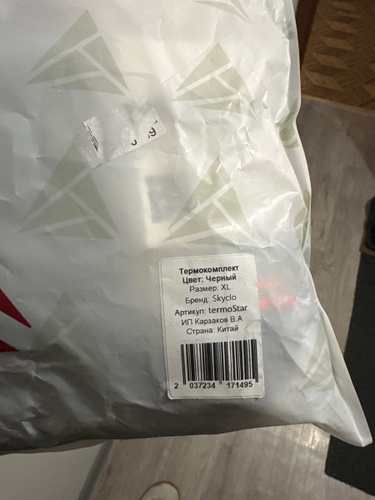 Термокомплект
Цвет: Черный
Размер: XL
Бренд: Skyclo
Артикул: termoStar
ИП Карзаков В.А
Страна: Китай
2 037234 171495